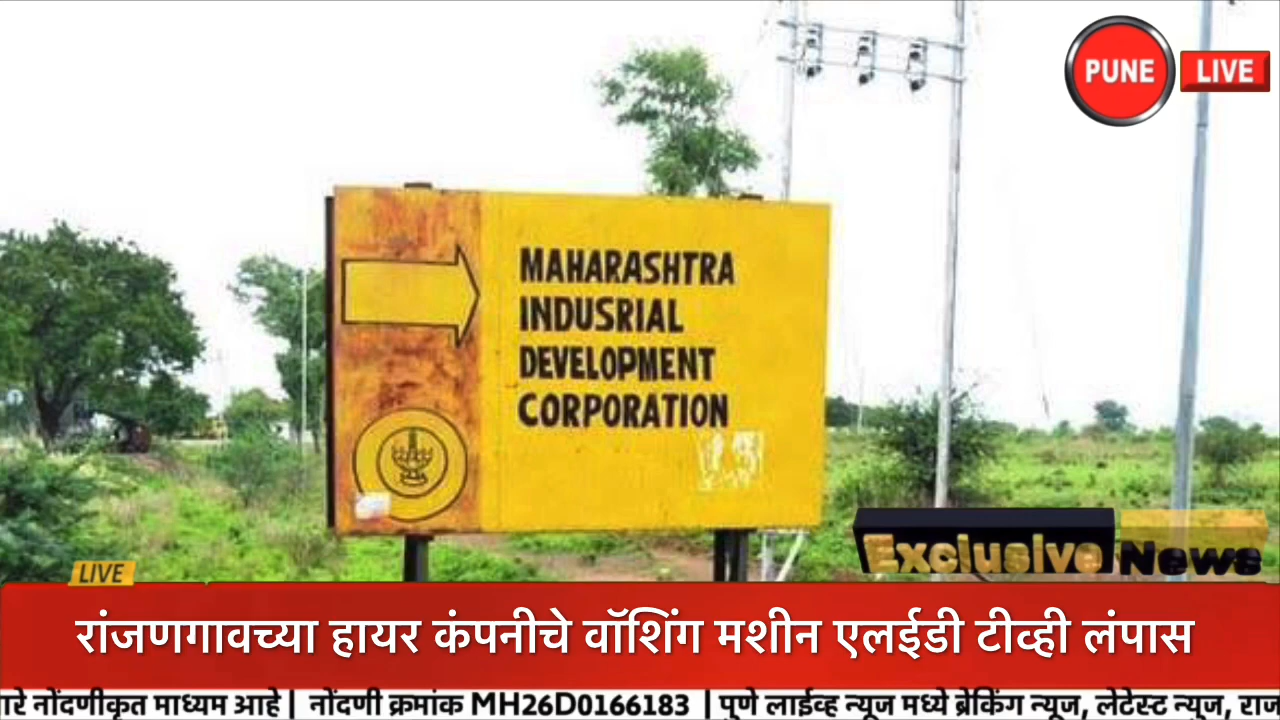 PUNE LIVE
MAHARASHTRA
INDUSRIAL
DEVELOPMENT
CORPORATION
Exclusive News
LIVE
रांजणगावच्या हायर कंपनीचे वॉशिंग मशीन एलईडी टीव्ही लंपास
नोंदणीकृत माध्यम आहे | नोंदणी क्रमांक MH26D0166183 | पुणे लाईव्ह न्यूज मध्ये ब्रेकिंग न्यूज, लेटेस्ट न्यूज,